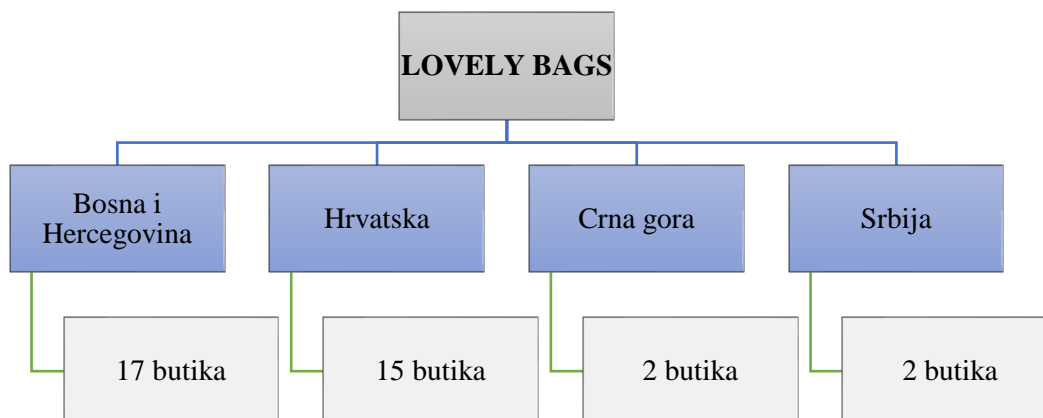 LOVELY BAGS
Bosna i
Hercegovina
Hrvatska
Crna gora
Srbija
17 butika
15 butika
2 butika
2 butika